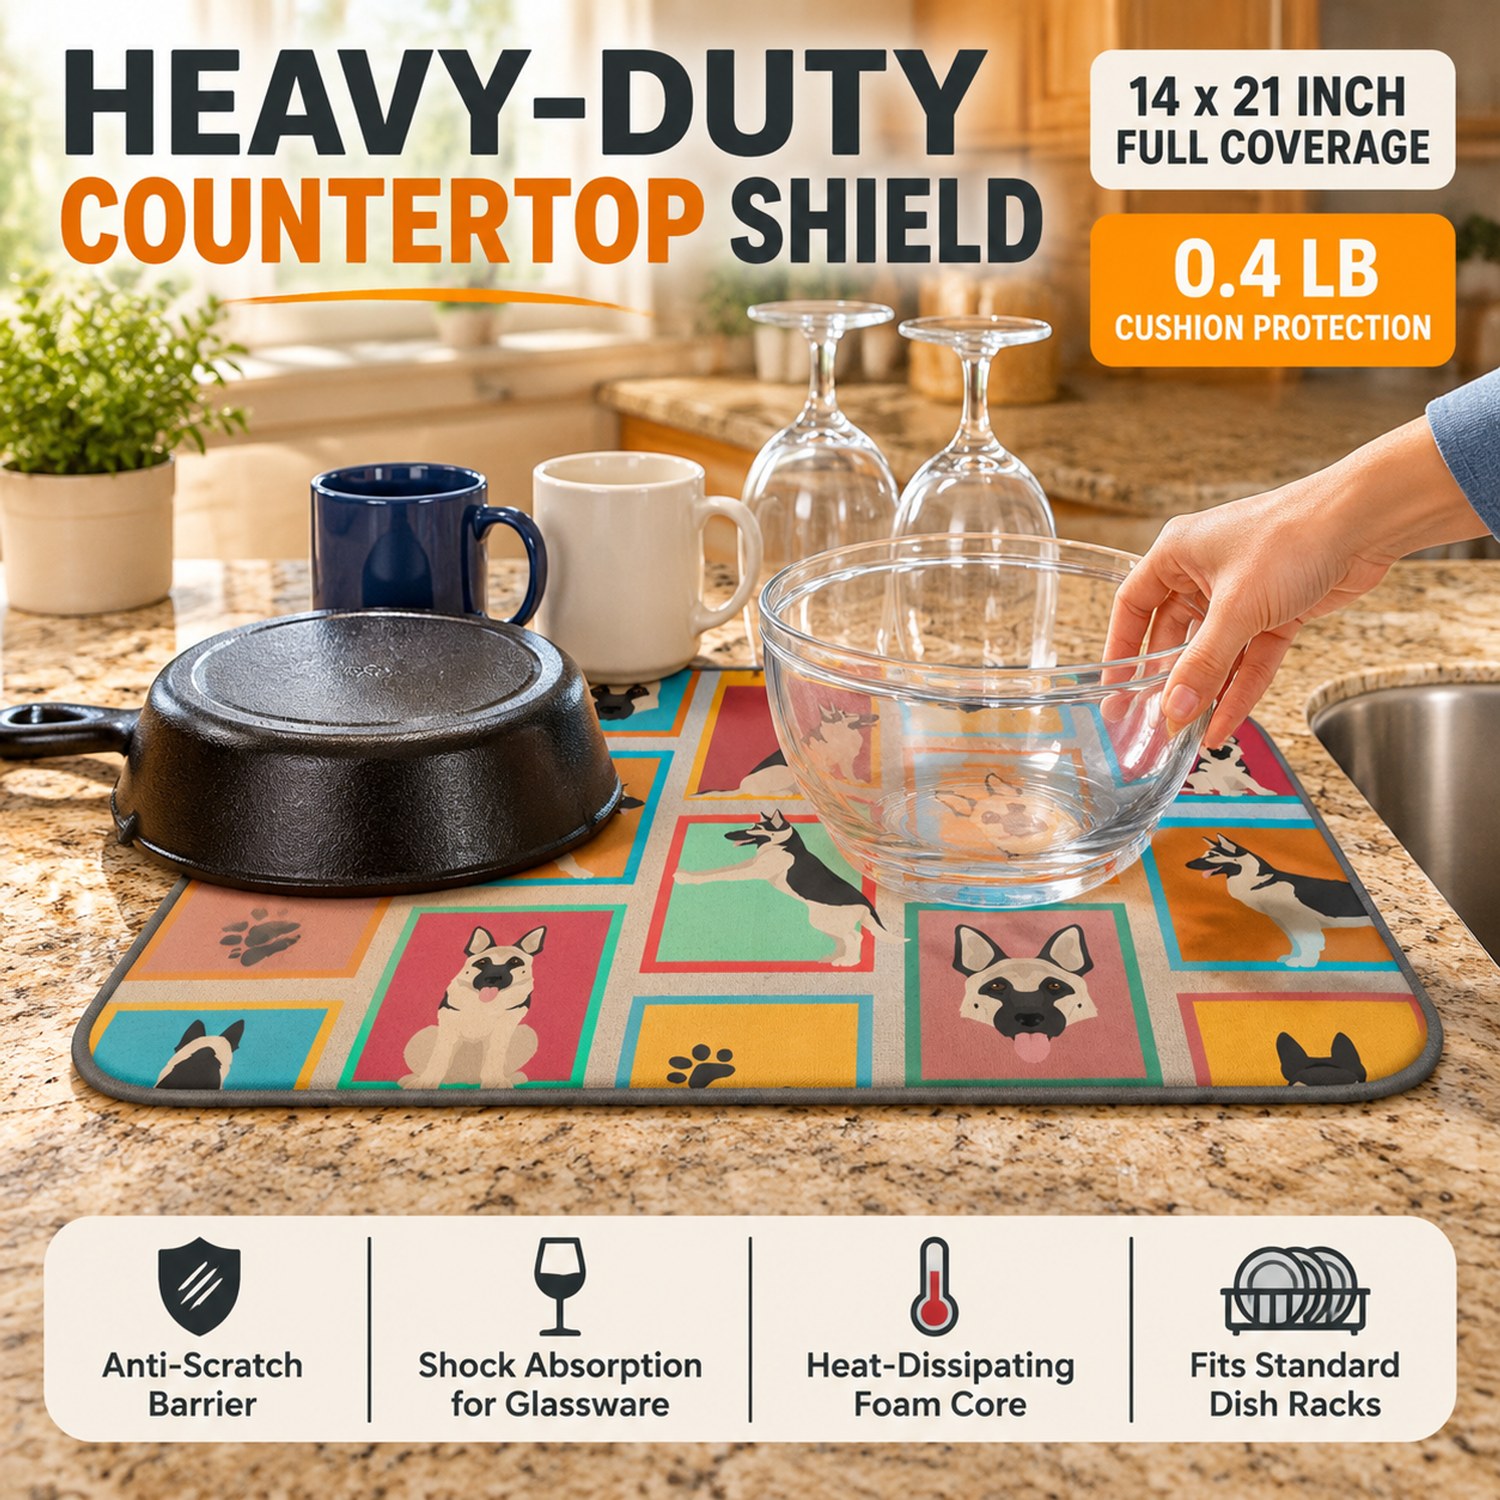 HEAVY-DUTY
COUNTERTOP SHIELD
14 x 21 INCH
FULL COVERAGE
0.4 LB
CUSHION PROTECTION
Anti-Scratch
Barrier
Shock Absorption
for Glassware
Heat-Dissipating
Foam Core
Fits Standard
Dish Racks